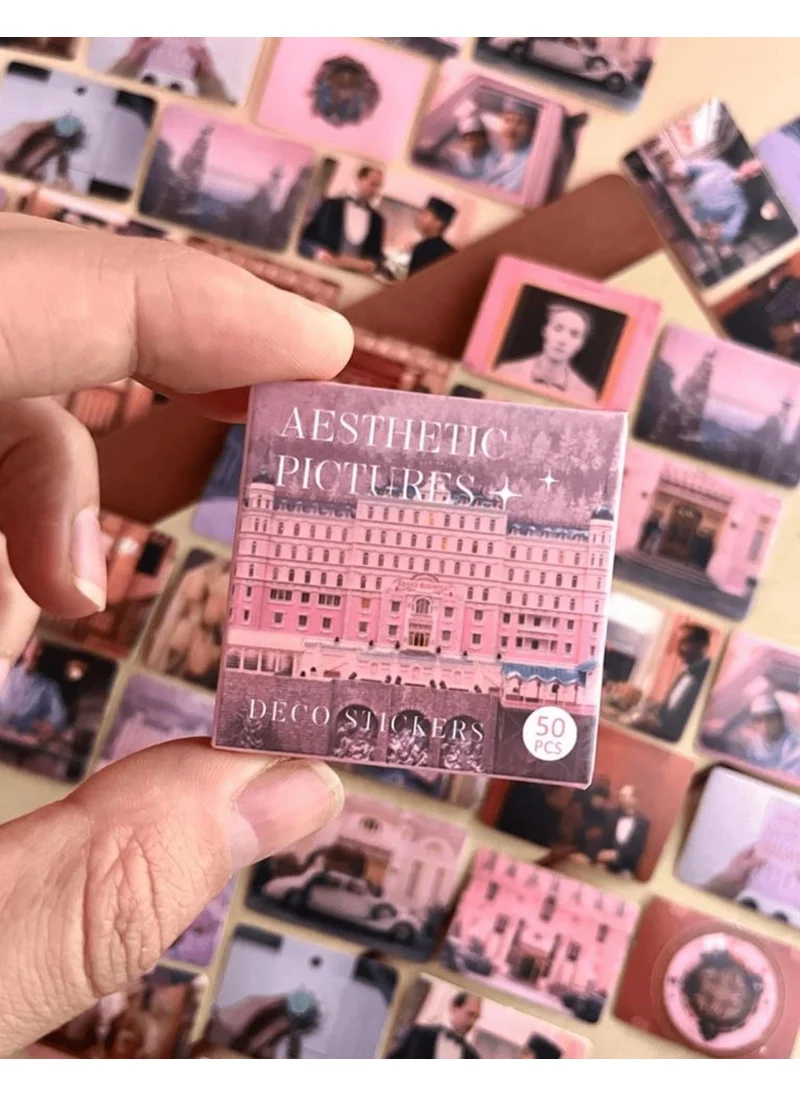 AESTHETIC
PICTURES
DECO STICKERS
50
PCS